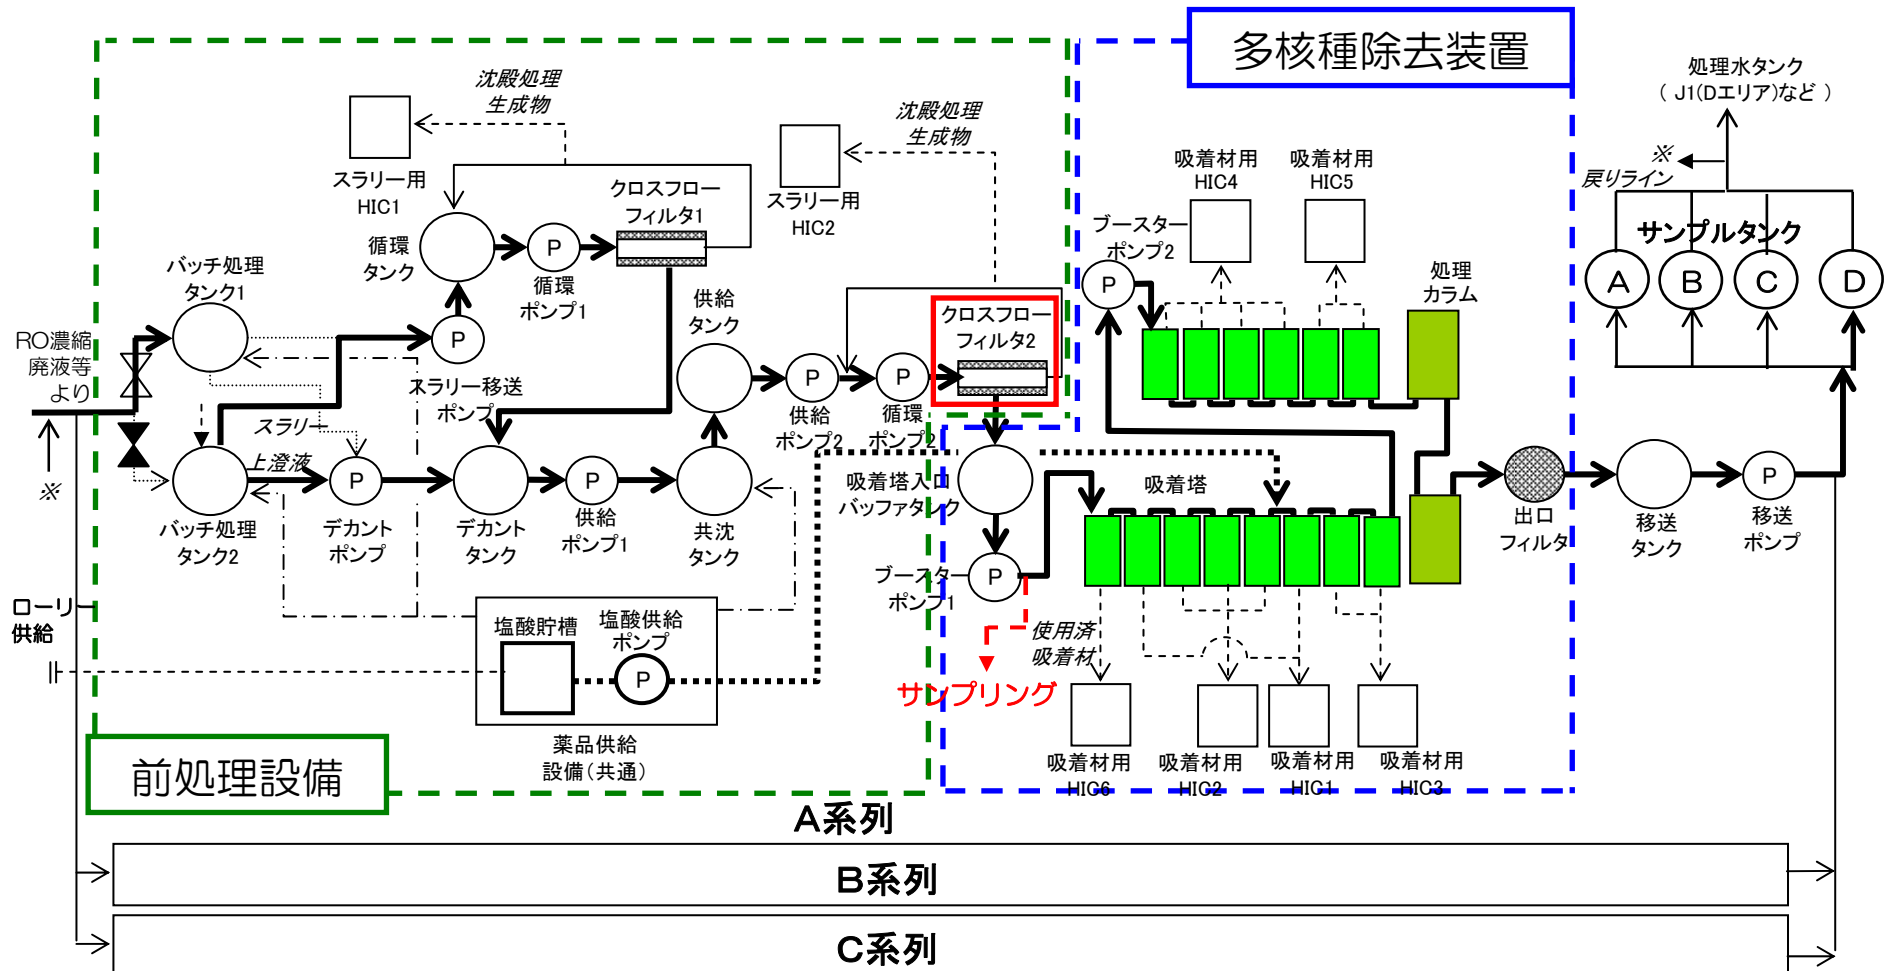 多核種除去装置
処理水タンク
( J1(Dエリア)など )
沈殿処理
生成物
沈殿処理
生成物
※
戻りライン
スラリー用
HIC1
クロスフロー
フィルタ1
スラリー用
HIC2
吸着材用
HIC4
吸着材用
HIC5
ブースター
ポンプ2
P
サンプルタンク
A
B
C
D
循環
タンク
P
循環
ポンプ1
バッチ処理
タンク1
処理
カラム
供給
タンク
クロスフロー
フィルタ2
RO濃縮
廃液等
より
P
スラリー移送
ポンプ
P
供給
ポンプ2
P
循環
ポンプ2
スラリー
上澄液
※
バッチ処理
タンク2
P
デカント
ポンプ
デカント
タンク
P
供給
ポンプ1
共沈
タンク
吸着塔入口
バッファタンク
吸着塔
出口
フィルタ
移送
タンク
P
移送
ポンプ
ブースター
ポンプ1
P
ローリー
供給
塩酸貯槽
塩酸供給
ポンプ
P
使用済
吸着材
サンプリング
薬品供給
設備(共通)
吸着材用
HIC6
吸着材用
HIC2
吸着材用
HIC1
吸着材用
HIC3
前処理設備
A系列
B系列
C系列